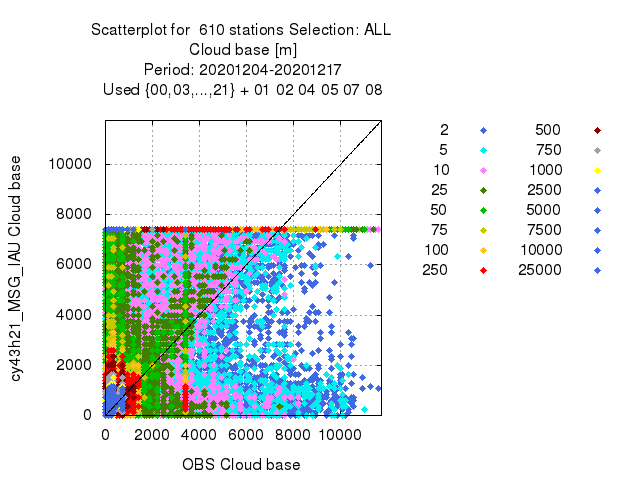 Scatterplot for  610 stations Selection: ALL
Cloud base [m]
Period: 20201204-20201217
Used {00,03,...,21} + 01 02 04 05 07 08
cy43h21_MSG_IAU Cloud base
10000
8000
6000
4000
2000
0
0 2000 4000 6000 8000 10000
OBS Cloud base
2 500
5 750
10 1000
25 2500
50 5000
75 7500
100 10000
250 25000